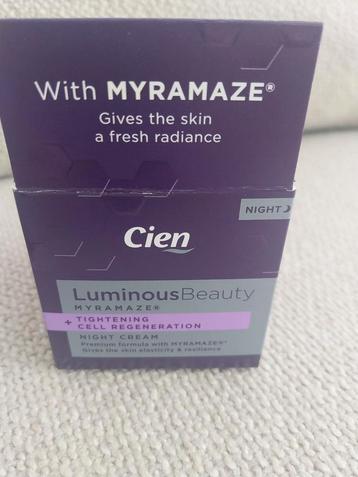 With MYRAMAZE®
Gives the skin
a fresh radiance
NIGHT
Cien
LuminousBeauty
MYRAMAZE®
+ TIGHTENING
CELL REGENERATION
NIGHT CREAM
Premium formula with MYRAMAZE®
Gives the skin elasticity & resilience